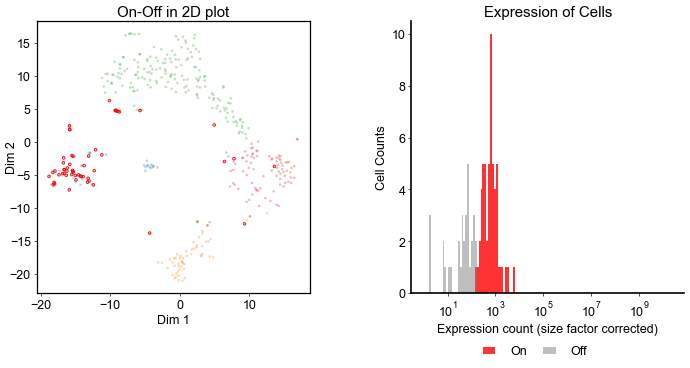 On-Off in 2D plot
15
10
5
0
−5
−10
−15
−20
Dim 2
−20
−10
0
10
Dim 1
Expression of Cells
10
8
6
4
2
0
Cell Counts
10^1
10^3
10^5
10^7
10^9
Expression count (size factor corrected)
On
Off